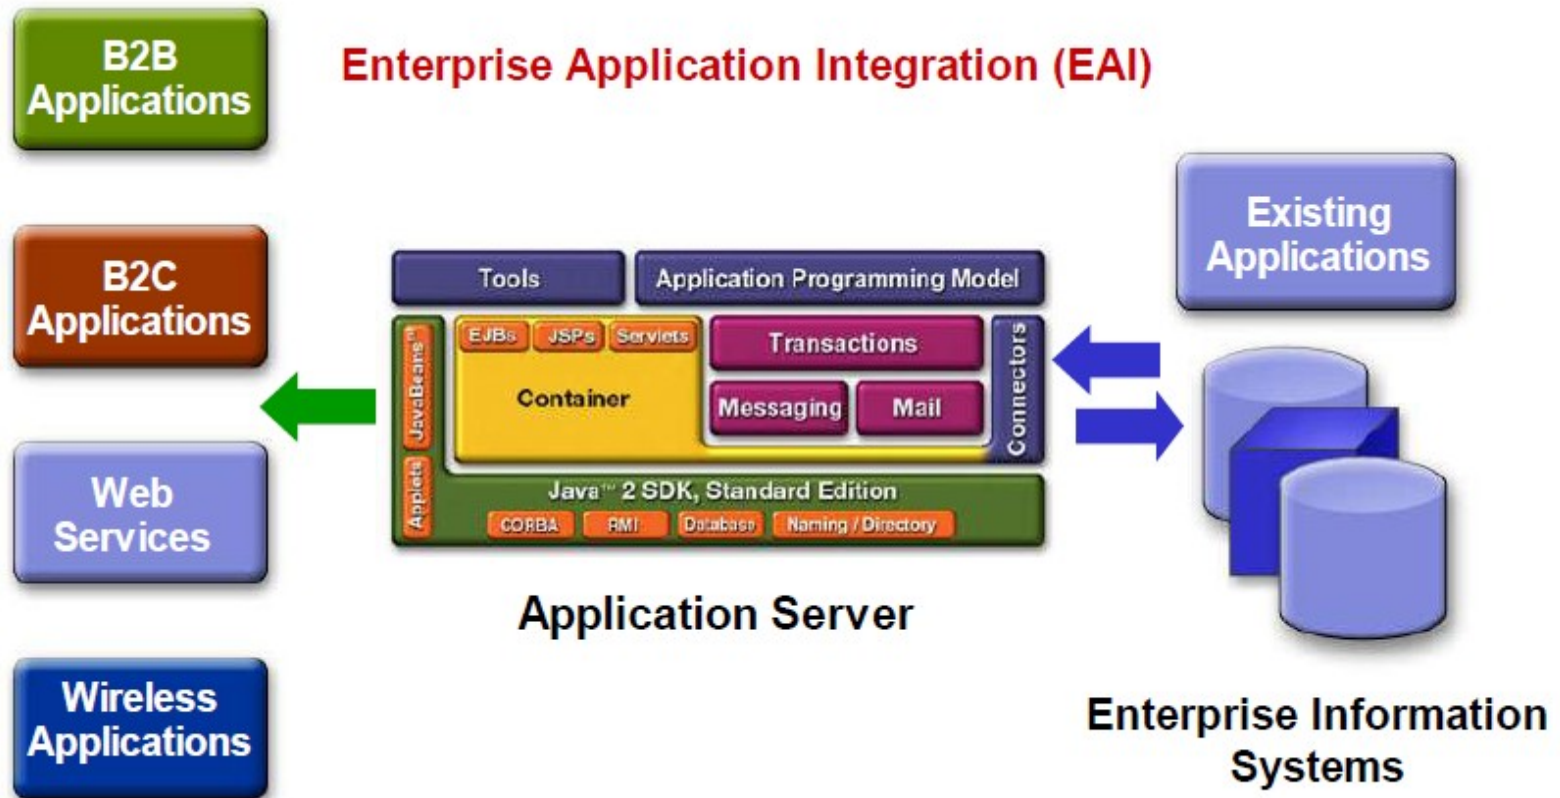 Enterprise Application Integration (EAI)
B2B
Applications
B2C
Applications
Web
Services
Wireless
Applications
Tools
Application Programming Model
Applets
JavaBeans™
EJBs
JSPs
Servlets
Container
Transactions
Messaging
Mail
Connectors
Java™ 2 SDK, Standard Edition
CORBA
RMI
Database
Naming / Directory
Application Server
Existing
Applications
Enterprise Information
Systems